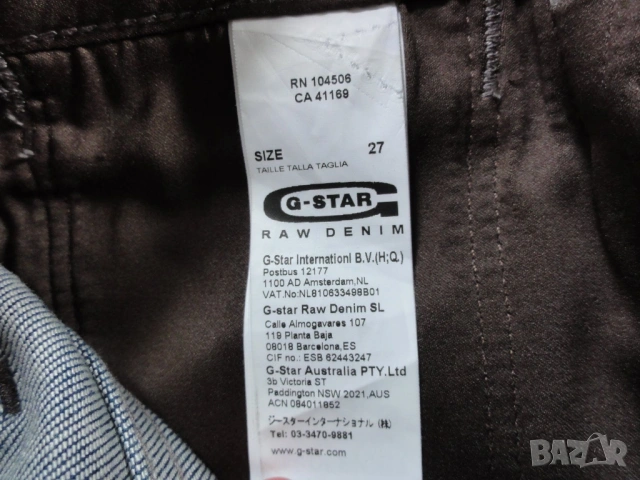 RN 104506
CA 41169
SIZE 27
TAILLE TALLA TAGLIA
G-STAR
RAW DENIM
G-Star Internationl B.V.(H;Q.)
Postbus 12177
1100 AD Amsterdam,NL
VAT.No:NL810633498B01
G-star Raw Denim SL
Calle Almogavares 107
119 Planta Baja
08018 Barcelona,ES
CIF no.: ESB 62443247
G-Star Australia PTY.Ltd
3b Victoria ST
Paddington NSW 2021,AUS
ACN 084011852
ジースターインターナショナル (株)
Tel: 03-3470-9881
www.g-star.com
BAZAR